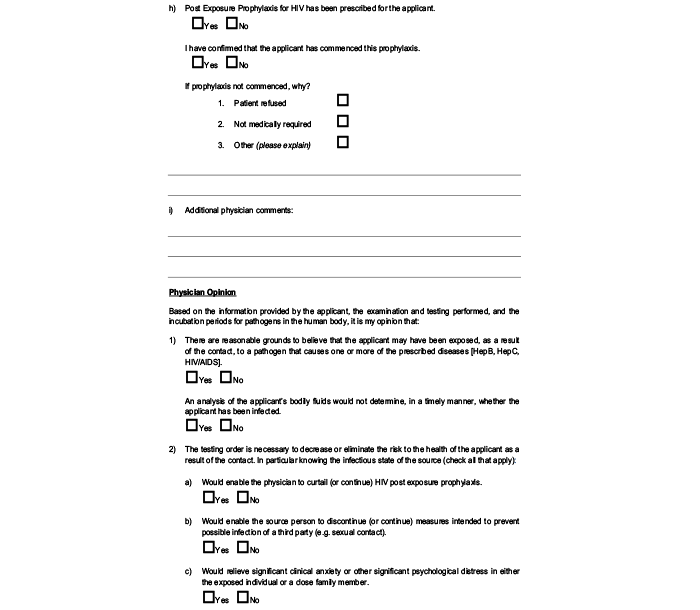 h) Post Exposure Prophylaxis for HIV has been prescribed for the applicant.
Yes No
I have confirmed that the applicant has commenced this prophylaxis.
Yes No
If prophylaxis not commenced, why?
1. Patient refused
2. Not medically required
3. Other (please explain)
i) Additional physician comments:
Physician Opinion
Based on the information provided by the applicant, the examination and testing performed, and the
incubation periods for pathogens in the human body, it is my opinion that:
1) There are reasonable grounds to believe that the applicant may have been exposed, as a result
of the contact, to a pathogen that causes one or more of the prescribed diseases [HepB, HepC,
HIV/AIDS].
Yes No
An analysis of the applicant's bodily fluids would not determine, in a timely manner, whether the
applicant has been infected.
Yes No
2) The testing order is necessary to decrease or eliminate the risk to the health of the applicant as a
result of the contact. In particular knowing the infectious state of the source (check all that apply):
a) Would enable the physician to curtail (or continue) HIV post exposure prophylaxis.
Yes No
b) Would enable the source person to discontinue (or continue) measures intended to prevent
possible infection of a third party (e.g. sexual contact).
Yes No
c) Would relieve significant clinical anxiety or other significant psychological distress in either
the exposed individual or a close family member.
Yes No